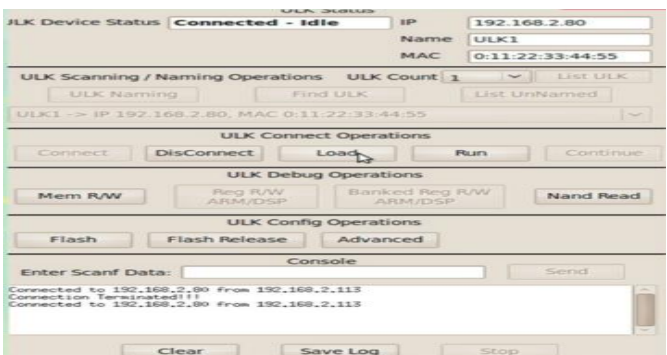 ULK Status
ULK Device Status Connected - Idle IP 192.168.2.80
Name ULK1
MAC 0:11:22:33:44:55
ULK Scanning / Naming Operations ULK Count 1 List ULK
ULK Naming Find ULK List UnNamed
ULK1 -> IP 192.168.2.80, MAC 0:11:22:33:44:55
ULK Connect Operations
Connect DisConnect Load Run Continue
ULK Debug Operations
Mem R/W Reg R/W ARM/DSP Banked Reg R/W ARM/DSP Nand Read
ULK Config Operations
Flash Flash Release Advanced
Console
Enter Scanf Data: Send
Connected to 192.168.2.80 from 192.168.2.113
Connection Terminated!!!
Connected to 192.168.2.80 from 192.168.2.113
Clear Save Log Stop